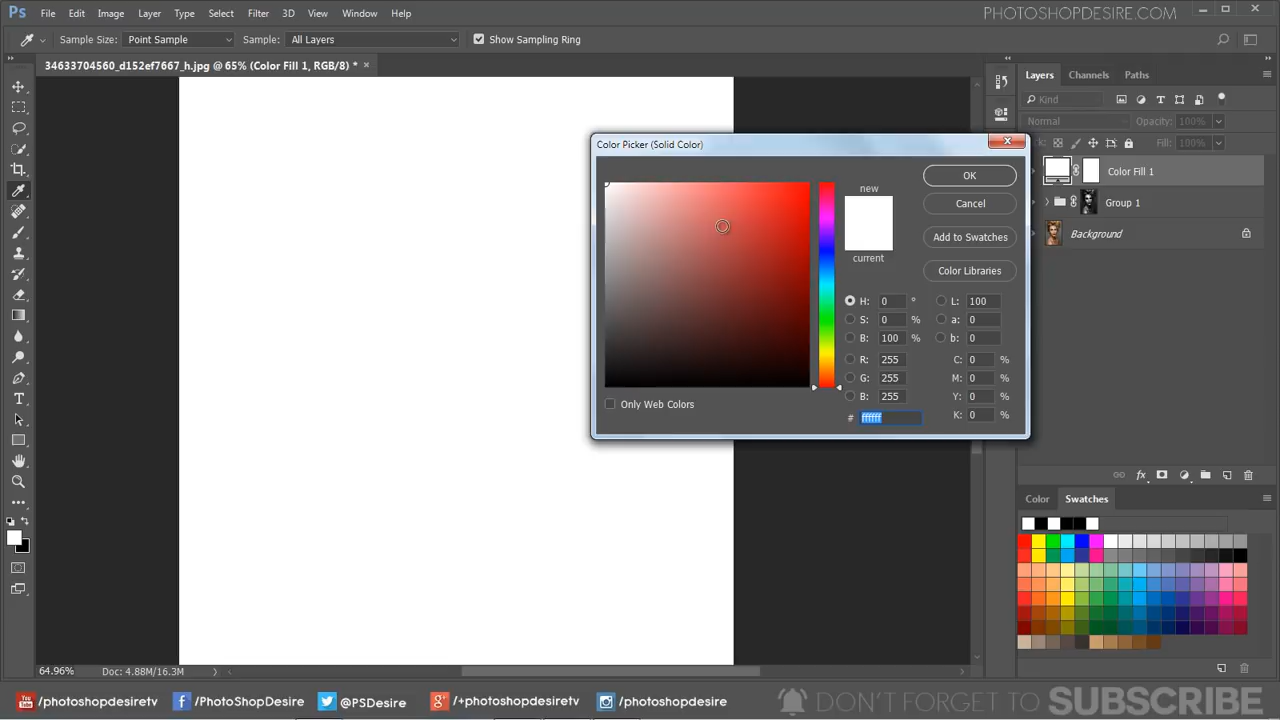 Ps File Edit Image Layer Type Select Filter 3D View Window Help
PHOTOSHOPDESIRE.COM
Sample Size: Point Sample Sample: All Layers Show Sampling Ring
34633704560_d152ef7667_h.jpg @ 65% (Color Fill 1, RGB/8) * ×
Layers Channels Paths
Kind
Normal Opacity: 100%
Lock: Fill: 100%
Color Fill 1
Group 1
Background
Color Picker (Solid Color)
new
current
OK
Cancel
Add to Swatches
Color Libraries
H: 0 ° L: 100
S: 0 % a: 0
B: 100 % b: 0
R: 255 C: 0 %
G: 255 M: 0 %
B: 255 Y: 0 %
# ffffff K: 0 %
Only Web Colors
Color Swatches
64.96% Doc: 4.88M/16.3M
You Tube /photoshopdesiretv f /PhotoShopDesire @PSDesire g+ /+photoshopdesiretv /photoshopdesire DON'T FORGET TO SUBSCRIBE